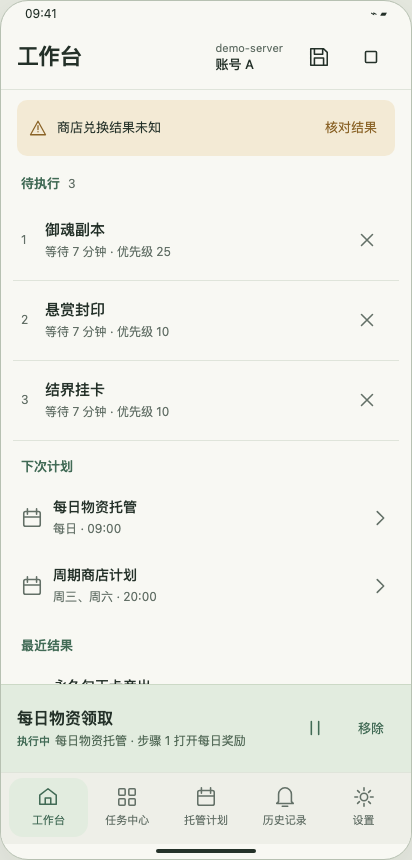 09:41
工作台
demo-server
账号 A
商店兑换结果未知
核对结果
待执行 3
1
御魂副本
等待 7 分钟 · 优先级 25
2
悬赏封印
等待 7 分钟 · 优先级 10
3
结界挂卡
等待 7 分钟 · 优先级 10
下次计划
每日物资托管
每日 · 09:00
周期商店计划
周三、周六 · 20:00
最近结果
每日物资领取
执行中 每日物资托管 · 步骤 1 打开每日奖励
移除
工作台
任务中心
托管计划
历史记录
设置